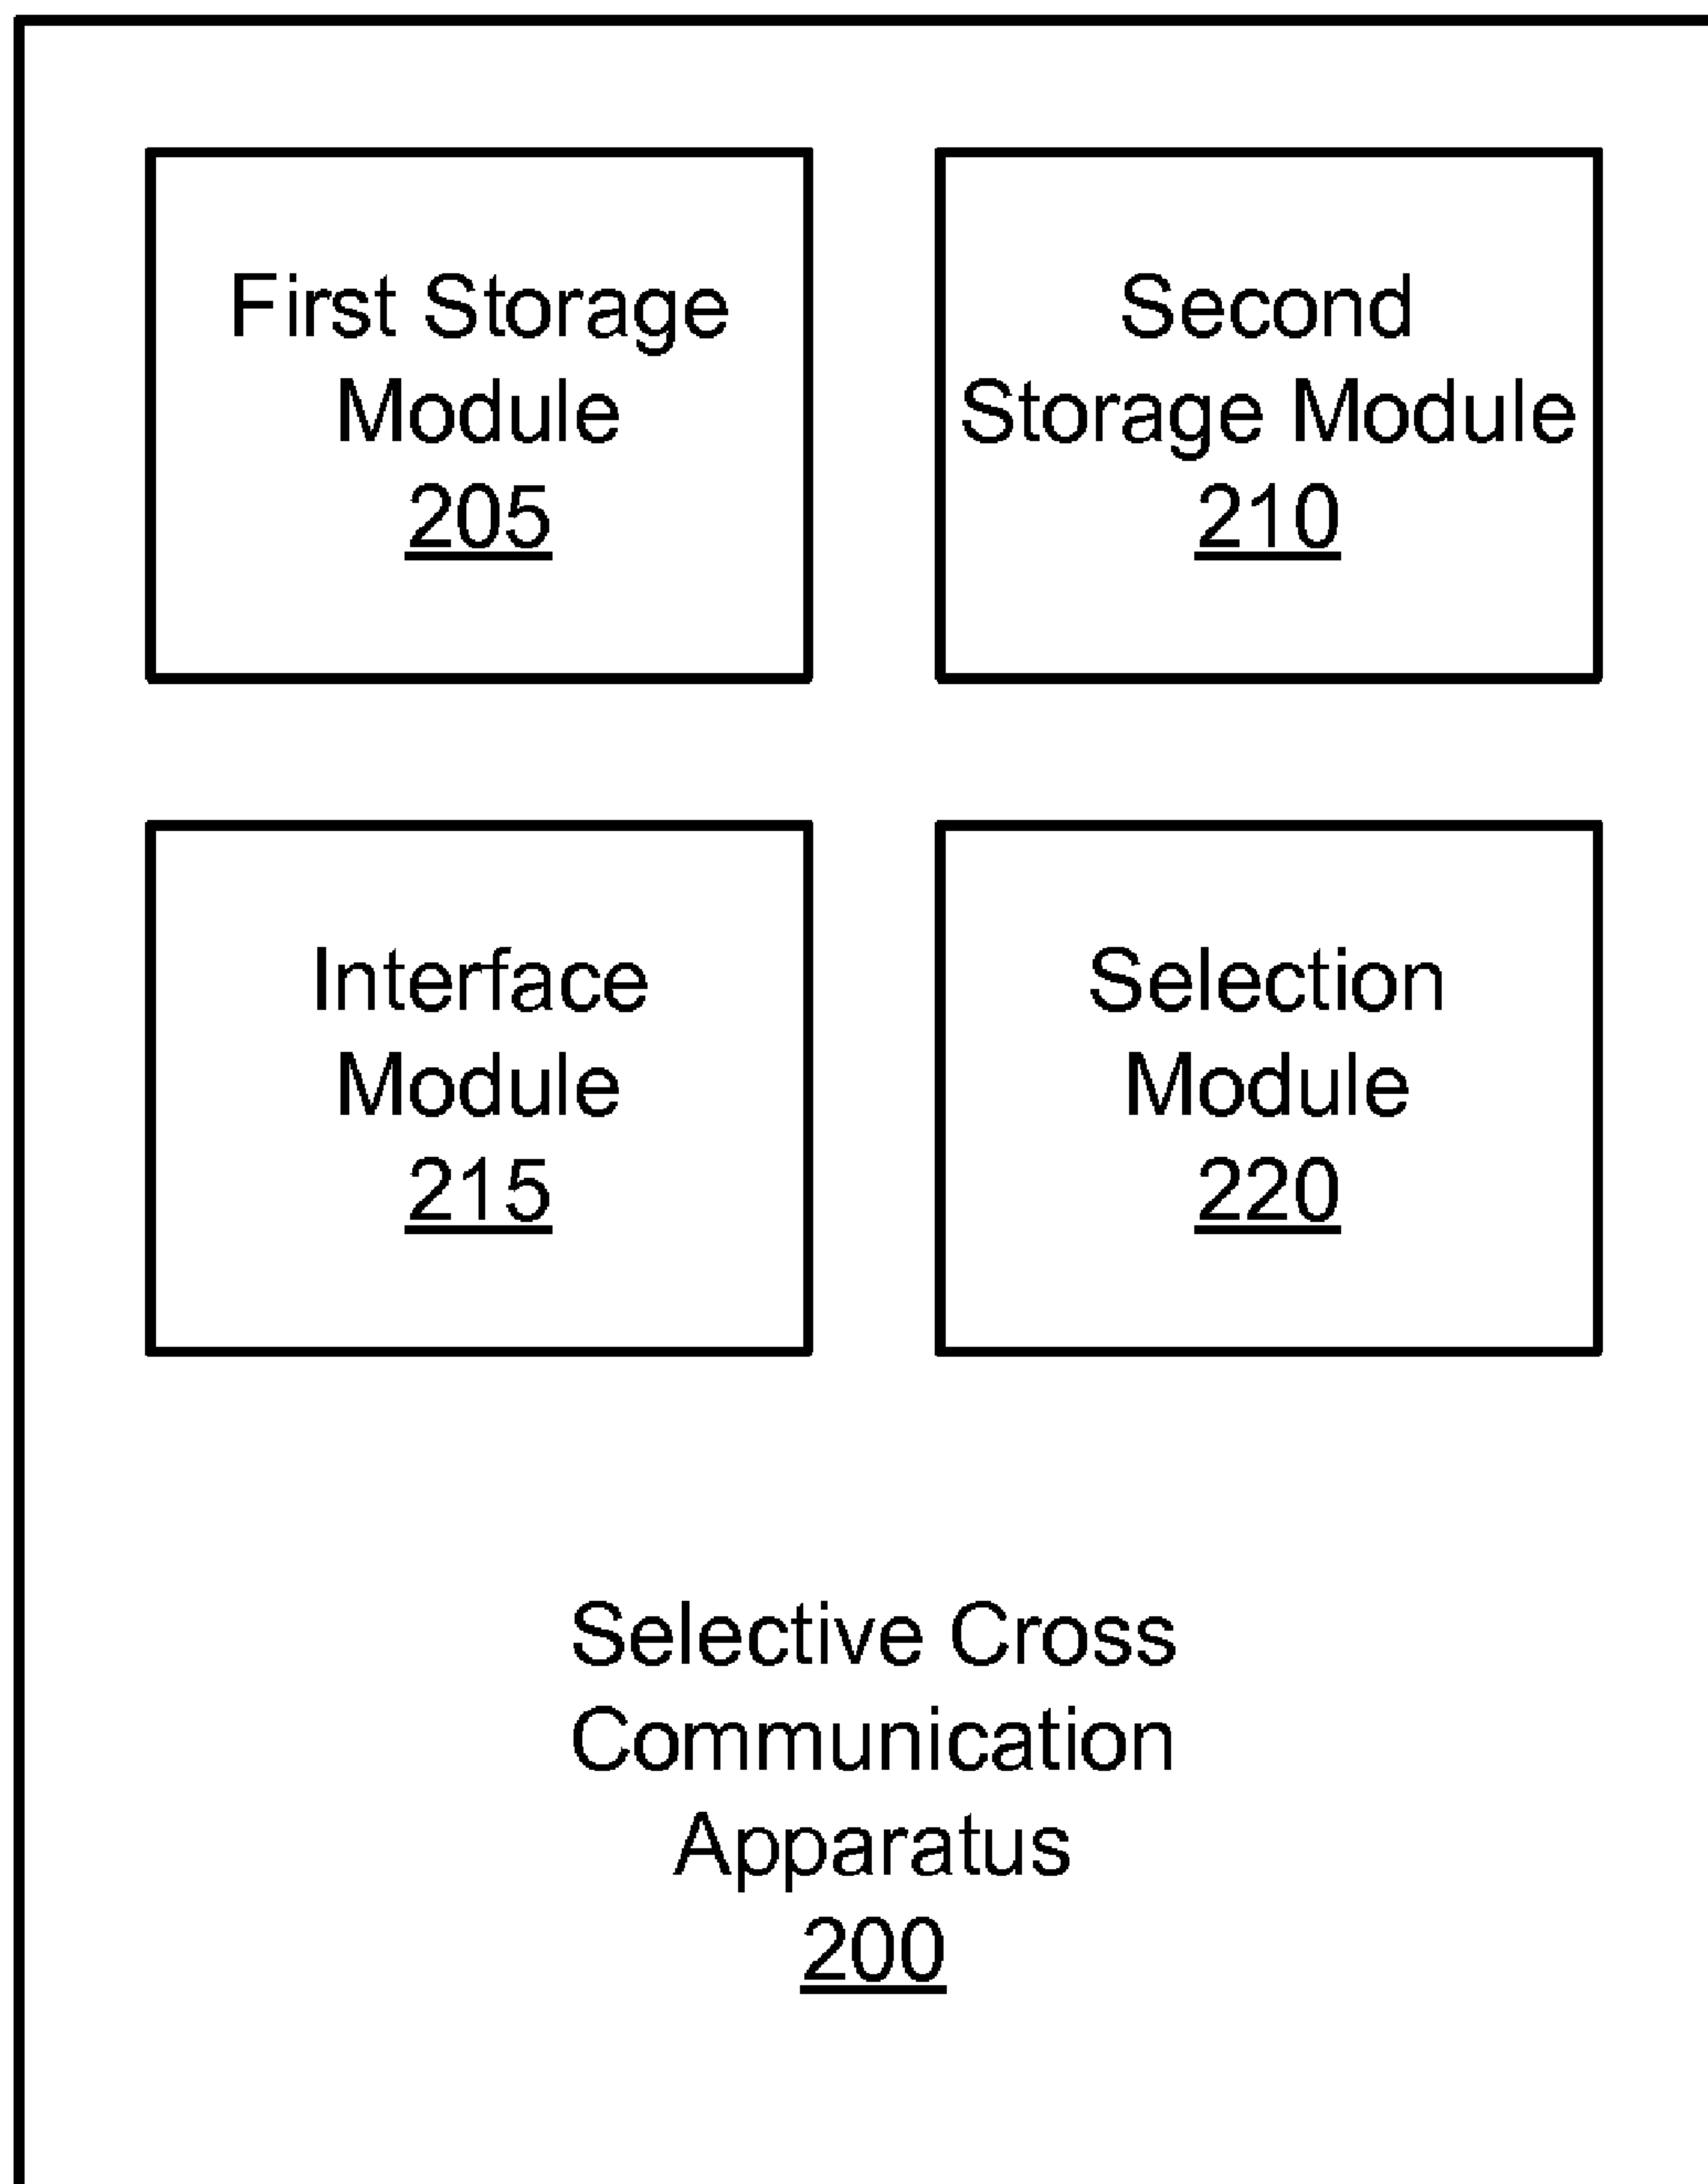 First Storage
Module
205
Second
Storage Module
210
Interface
Module
215
Selection
Module
220
Selective Cross
Communication
Apparatus
200